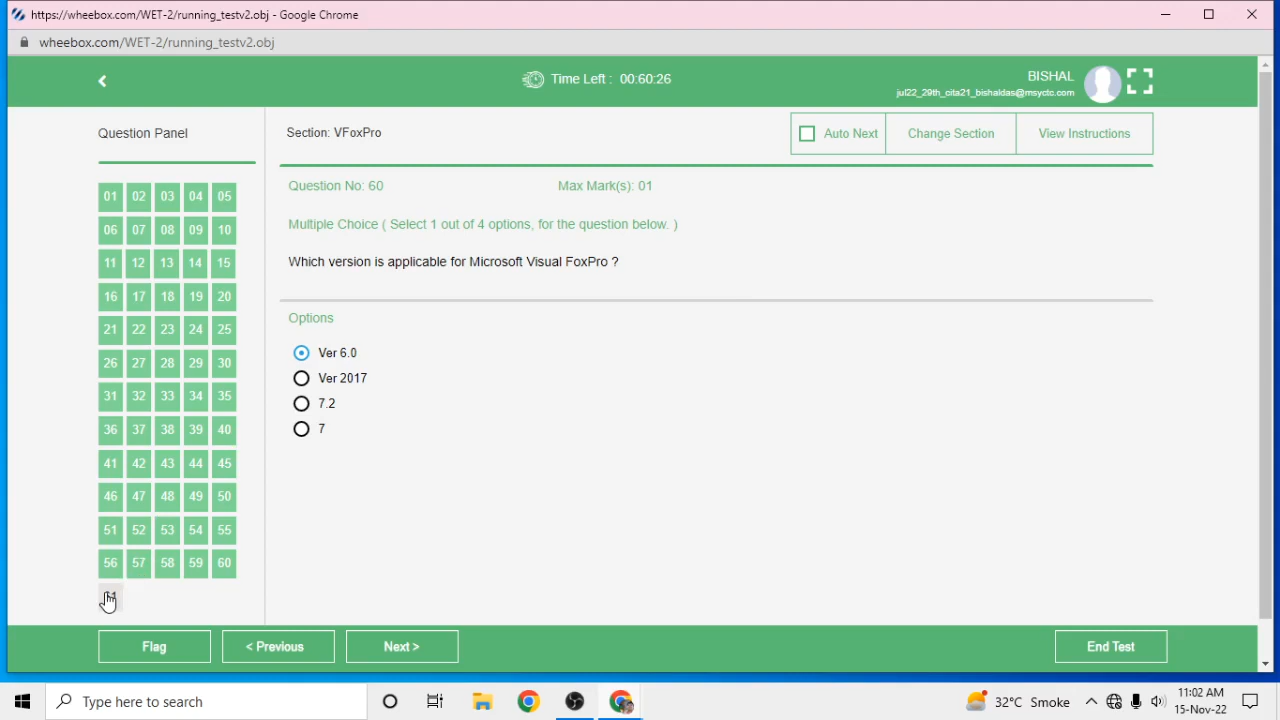 https://wheebox.com/WET-2/running_testv2.obj - Google Chrome
wheebox.com/WET-2/running_testv2.obj
Time Left : 00:60:26
BISHAL
jul22_29th_cita21_bishaldas@msyctc.com
Question Panel
Section: VFoxPro
Auto Next
Change Section
View Instructions
01 02 03 04 05
06 07 08 09 10
11 12 13 14 15
16 17 18 19 20
21 22 23 24 25
26 27 28 29 30
31 32 33 34 35
36 37 38 39 40
41 42 43 44 45
46 47 48 49 50
51 52 53 54 55
56 57 58 59 60
Question No: 60
Max Mark(s): 01
Multiple Choice ( Select 1 out of 4 options, for the question below. )
Which version is applicable for Microsoft Visual FoxPro ?
Options
Ver 6.0
Ver 2017
7.2
7
Flag
< Previous
Next >
End Test
Type here to search
32°C Smoke
11:02 AM
15-Nov-22